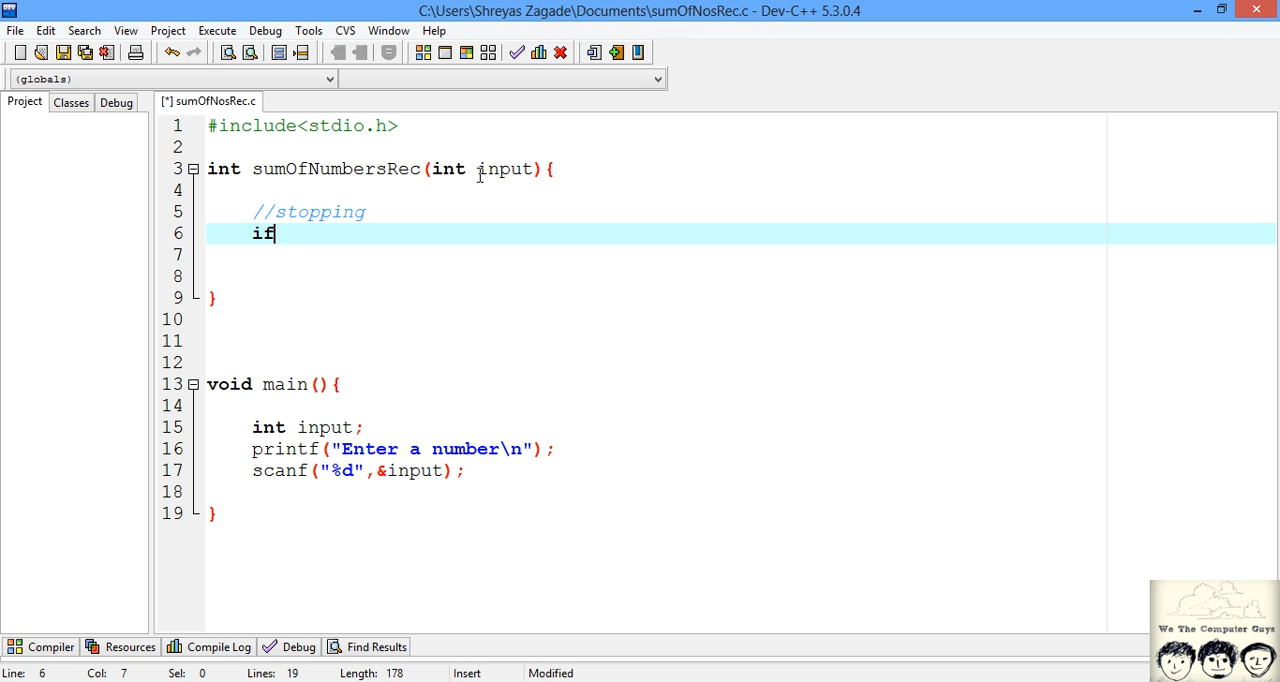 C:\Users\Shreyas Zagade\Documents\sumOfNosRec.c - Dev-C++ 5.3.0.4
File Edit Search View Project Execute Debug Tools CVS Window Help
(globals)
Project Classes Debug [*] sumOfNosRec.c
1 #include<stdio.h>
2
3 int sumOfNumbersRec(int input){
4
5 //stopping
6 if
7
8
9 }
10
11
12
13 void main(){
14
15 int input;
16 printf("Enter a number\n");
17 scanf("%d",&input);
18
19 }
We The Computer Guys
Compiler Resources Compile Log Debug Find Results
Line: 6 Col: 7 Sel: 0 Lines: 19 Length: 178 Insert Modified